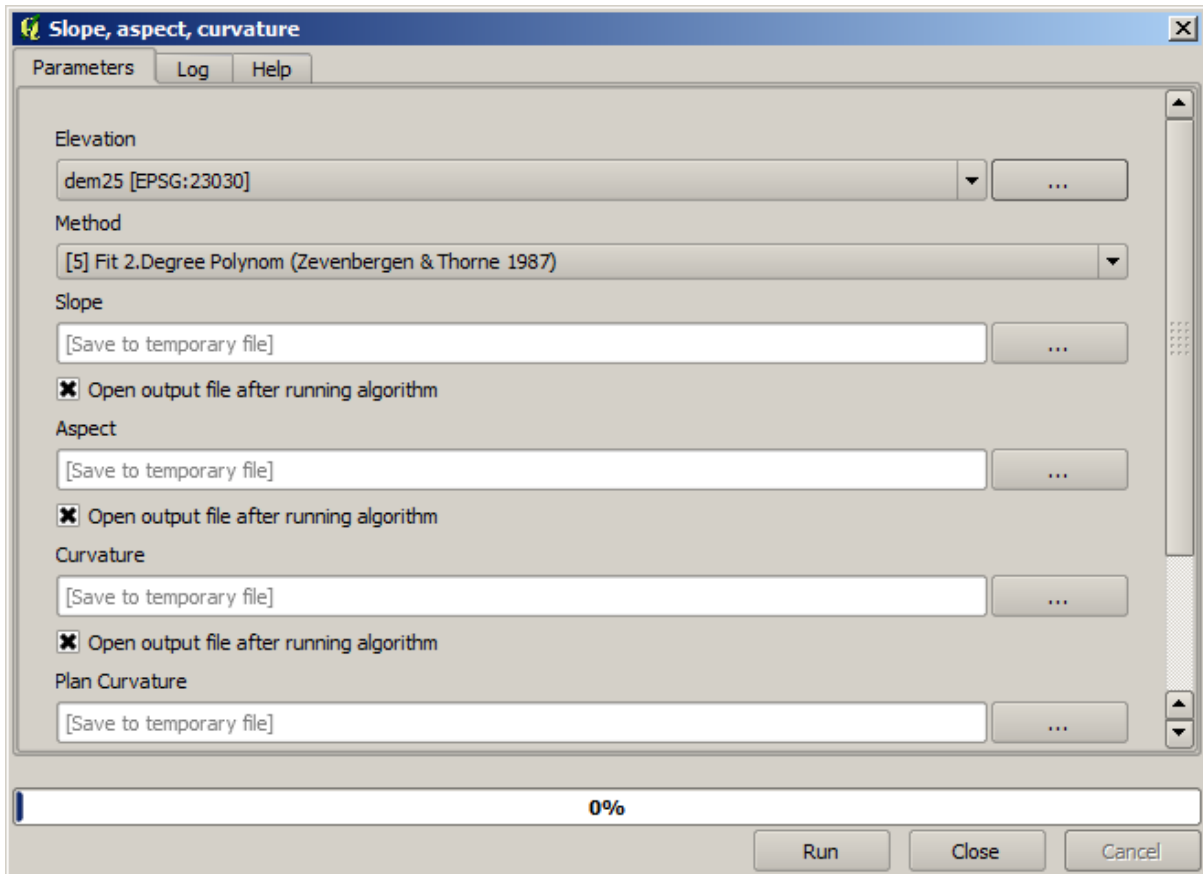 Slope, aspect, curvature
Parameters Log Help
Elevation
dem25 [EPSG:23030]
...
Method
[5] Fit 2.Degree Polynom (Zevenbergen & Thorne 1987)
Slope
[Save to temporary file]
...
Open output file after running algorithm
Aspect
[Save to temporary file]
...
Open output file after running algorithm
Curvature
[Save to temporary file]
...
Open output file after running algorithm
Plan Curvature
[Save to temporary file]
...
0%
Run Close Cancel